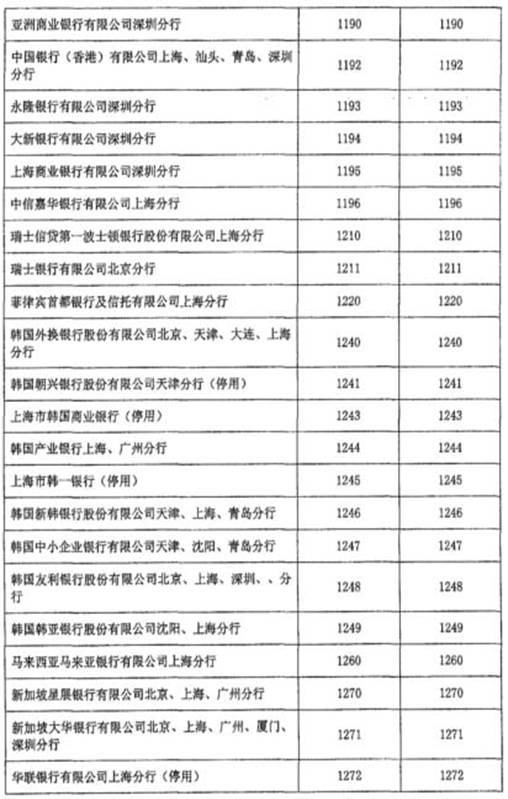 亚洲商业银行有限公司深圳分行 1190 1190
中国银行（香港）有限公司上海、汕头、青岛、深圳
分行 1192 1192
永隆银行有限公司深圳分行 1193 1193
大新银行有限公司深圳分行 1194 1194
上海商业银行有限公司深圳分行 1195 1195
中信嘉华银行有限公司上海分行 1196 1196
瑞士信贷第一波士顿银行股份有限公司上海分行 1210 1210
瑞士银行有限公司北京分行 1211 1211
菲律宾首都银行及信托有限公司上海分行 1220 1220
韩国外换银行股份有限公司北京、天津、大连、上海
分行 1240 1240
韩国朝兴银行股份有限公司天津分行（停用） 1241 1241
上海市韩国商业银行（停用） 1243 1243
韩国产业银行上海、广州分行 1244 1244
上海市韩一银行（停用） 1245 1245
韩国新韩银行股份有限公司天津、上海、青岛分行 1246 1246
韩国中小企业银行有限公司天津、沈阳、青岛分行 1247 1247
韩国友利银行股份有限公司北京、上海、深圳、、分
行 1248 1248
韩国韩亚银行股份有限公司沈阳、上海分行 1249 1249
马来西亚马来亚银行有限公司上海分行 1260 1260
新加坡星展银行有限公司北京、上海、广州分行 1270 1270
新加坡大华银行有限公司北京、上海、广州、厦门、
深圳分行 1271 1271
华联银行有限公司上海分行（停用） 1272 1272